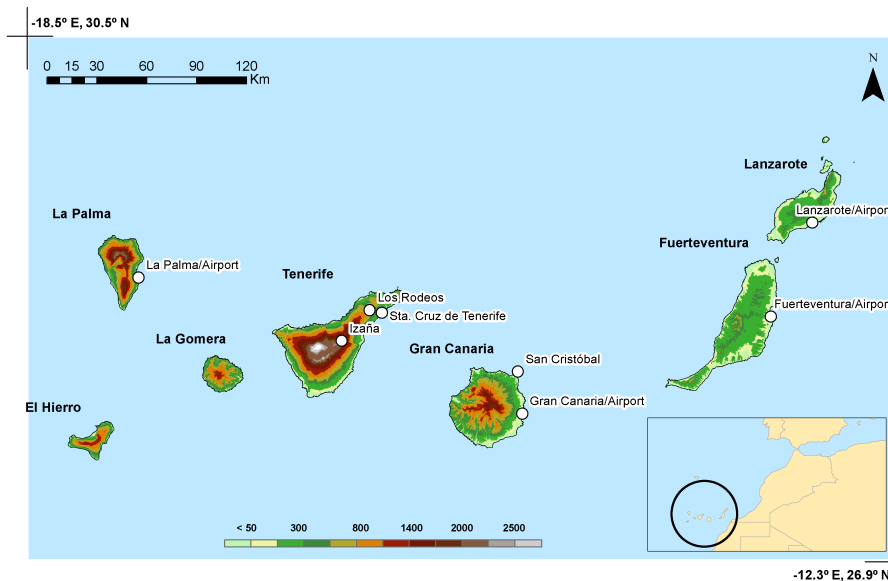 -18.5º E, 30.5º N
0 15 30 60 90 120
Km
N
Lanzarote
La Palma
Lanzarote/Airpor
Fuerteventura
La Palma/Airport
Tenerife
Los Rodeos
Fuerteventura/Airpor
Sta. Cruz de Tenerife
Izaña
La Gomera
Gran Canaria
San Cristóbal
Gran Canaria/Airport
El Hierro
< 50 300 800 1400 2000 2500
-12.3º E, 26.9º N